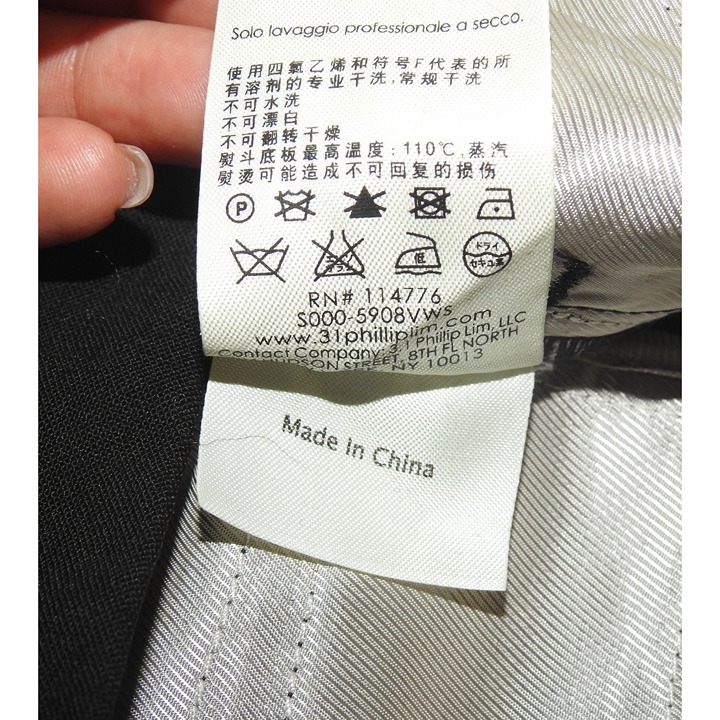 Solo lavaggio professionale a secco.
使用四氯乙烯和符号F代表的所
有溶剂的专业干洗,常规干洗
不可水洗
不可漂白
不可翻转干燥
熨斗底板最高温度:110℃,蒸汽
熨烫可能造成不可回复的损伤
P
ドライ
低
セキユ系
RN# 114776
S000-5908VWS
www.31philliplim.com
Contact Company: 3.1 Phillip Lim, LLC
HUDSON STREET, 8TH FL NORTH
NY 10013
Made In China